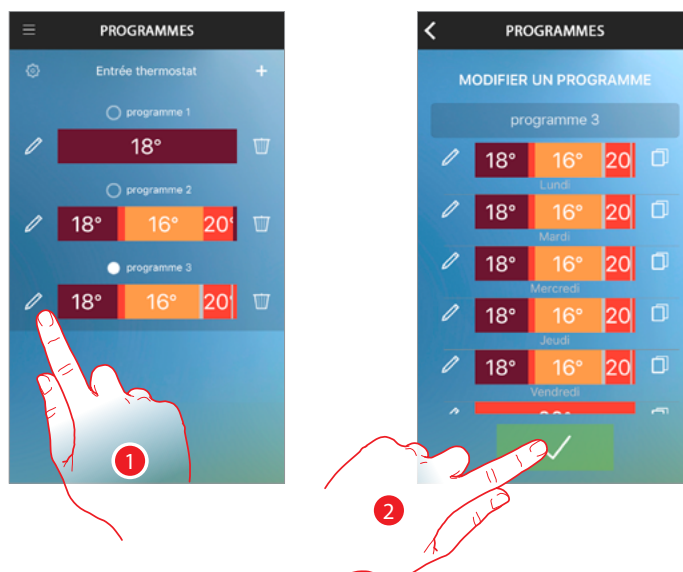 PROGRAMMES
Entrée thermostat +
programme 1
18°
programme 2
18° 16° 20°
programme 3
18° 16° 20°
1
PROGRAMMES
MODIFIER UN PROGRAMME
programme 3
18° 16° 20
Lundi
18° 16° 20
Mardi
18° 16° 20
Mercredi
18° 16° 20
Jeudi
18° 16° 20
Vendredi
2